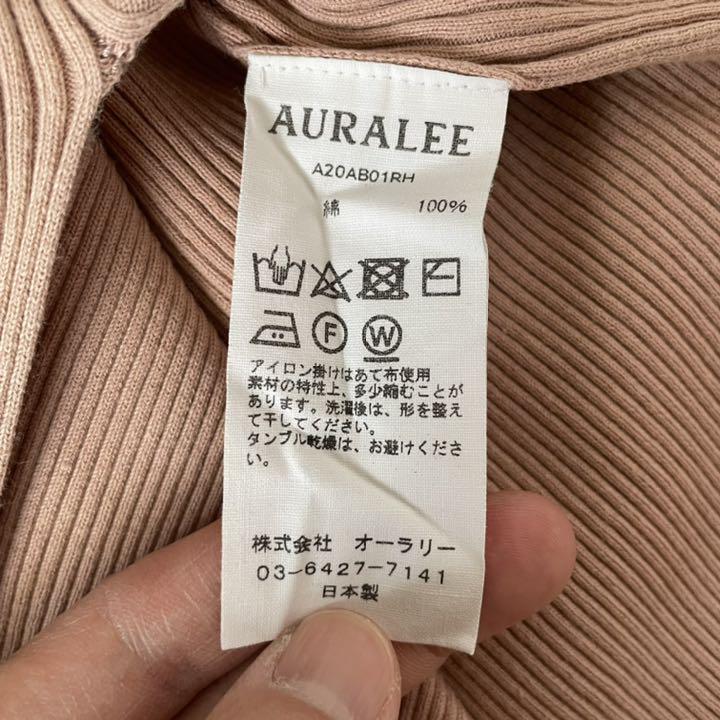 AURALEE
A20AB01RH
綿 100%
F W
アイロン掛けはあて布使用
素材の特性上、多少縮むことが
あります。洗濯後は、形を整え
て干してください。
タンブル乾燥は、お避けくださ
い。
株式会社 オーラリー
03-6427-7141
日本製